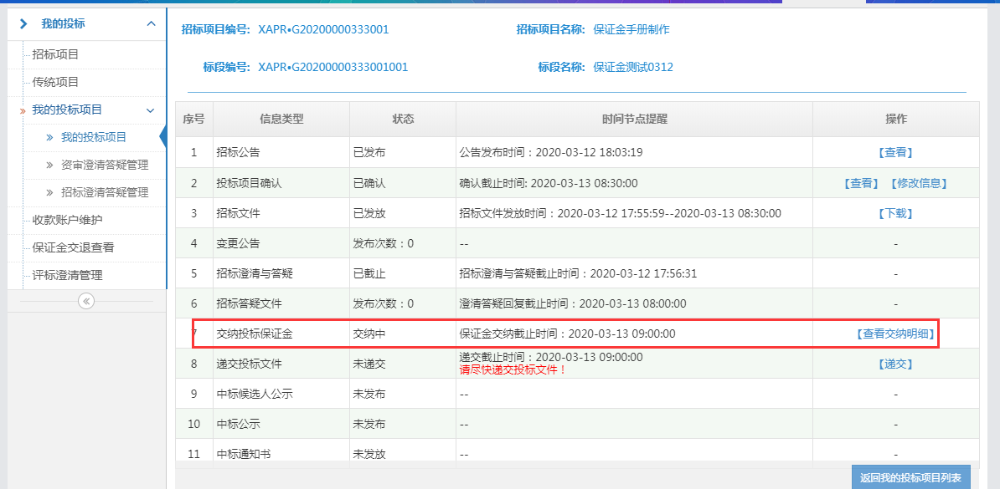 我的投标
招标项目
传统项目
我的投标项目
我的投标项目
资审澄清答疑管理
招标澄清答疑管理
收款账户维护
保证金交退查看
评标澄清管理
招标项目编号: XAPR•G20200000333001 招标项目名称: 保证金手册制作
标段编号: XAPR•G20200000333001001 标段名称: 保证金测试0312
序号 信息类型 状态 时间节点提醒 操作
1 招标公告 已发布 公告发布时间：2020-03-12 18:03:19 【查看】
2 投标项目确认 已确认 确认截止时间: 2020-03-13 08:30:00 【查看】 【修改信息】
3 招标文件 已发放 招标文件发放时间：2020-03-12 17:55:59--2020-03-13 08:30:00 【下载】
4 变更公告 发布次数：0 -- -
5 招标澄清与答疑 已截止 招标澄清与答疑截止时间：2020-03-12 17:56:31 -
6 招标答疑文件 发布次数：0 澄清答疑回复截止时间：2020-03-13 08:00:00 -
7 交纳投标保证金 交纳中 保证金交纳截止时间：2020-03-13 09:00:00 【查看交纳明细】
8 递交投标文件 未递交 递交截止时间：2020-03-13 09:00:00 【递交】
请尽快递交投标文件！
9 中标候选人公示 未发布 -- -
10 中标公示 未发布 -- -
11 中标通知书 未发放 -- -
返回我的投标项目列表